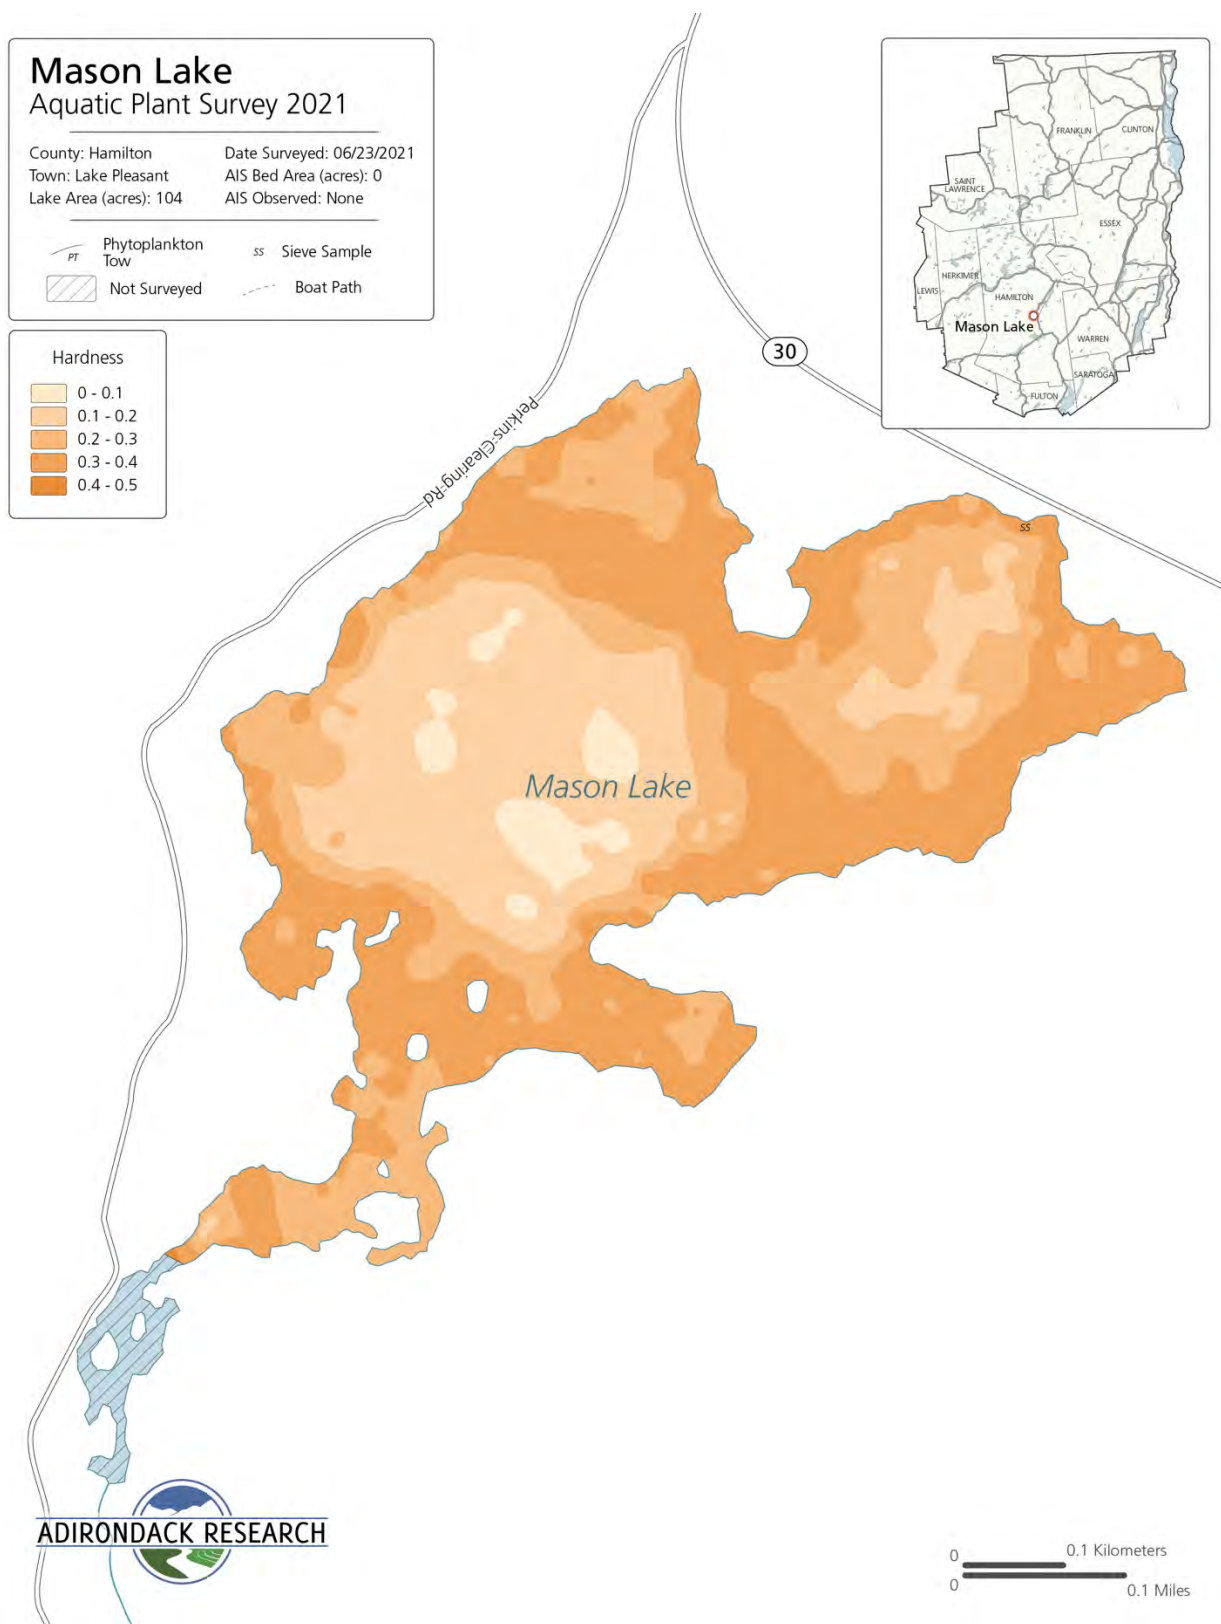 Mason Lake
Aquatic Plant Survey 2021
County: Hamilton
Date Surveyed: 06/23/2021
Town: Lake Pleasant
AIS Bed Area (acres): 0
Lake Area (acres): 104
AIS Observed: None
PT
Phytoplankton
Tow
SS
Sieve Sample
Not Surveyed
Boat Path
Hardness
0 - 0.1
0.1 - 0.2
0.2 - 0.3
0.3 - 0.4
0.4 - 0.5
FRANKLIN
CLINTON
SAINT
LAWRENCE
ESSEX
HERKIMER
LEWIS
HAMILTON
Mason Lake
WARREN
SARATOGA
FULTON
30
Perkins-Clearing-Rd
SS
Mason Lake
ADIRONDACK RESEARCH
0
0.1 Kilometers
0
0.1 Miles